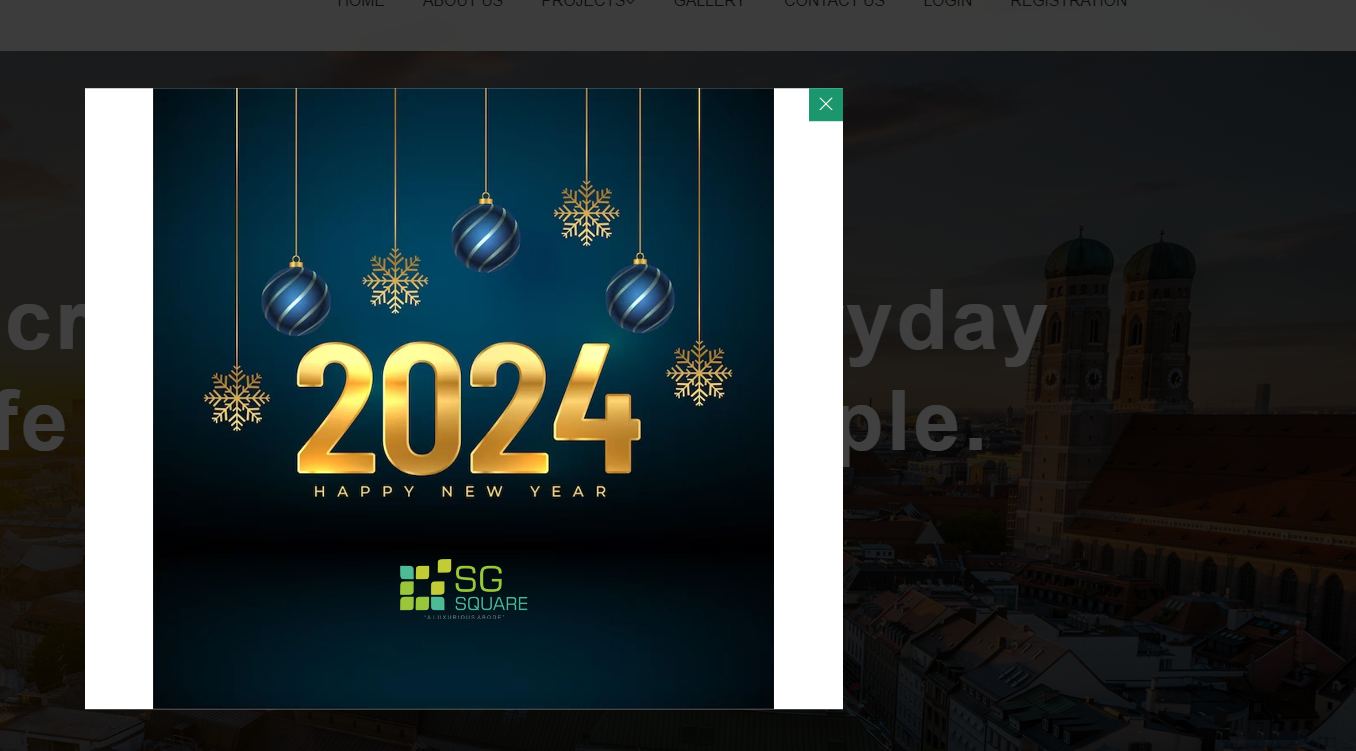 HOME ABOUT US PROJECTS GALLERY CONTACT US LOGIN REGISTRATION
cr yday
fe ple.
2024
HAPPY NEW YEAR
SG
SQUARE
"A LUXURIOUS ABODE"